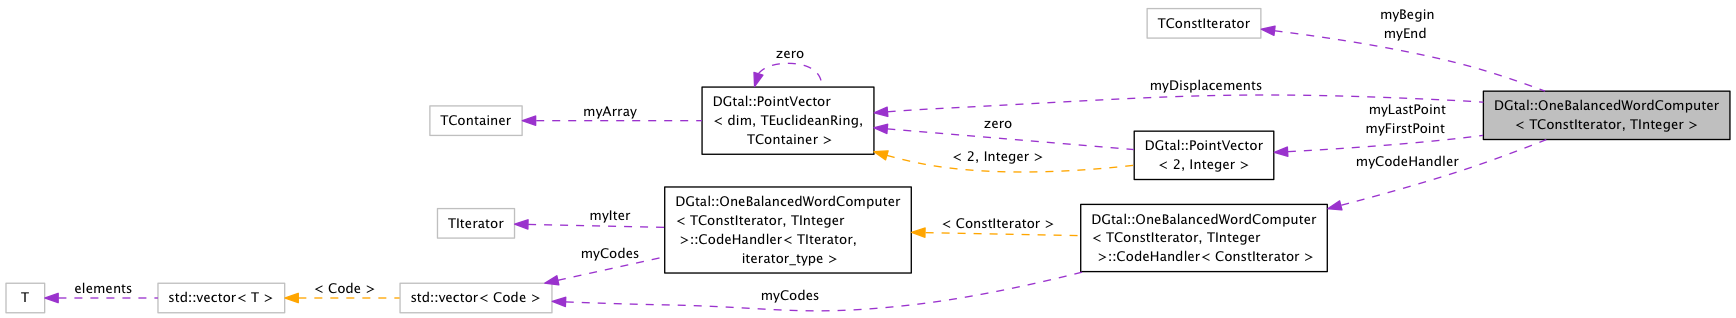 TConstIterator
myBegin
myEnd
zero
DGtal::PointVector
< dim, TEuclideanRing,
TContainer >
myDisplacements
DGtal::OneBalancedWordComputer
< TConstIterator, TInteger >
TContainer
myArray
zero
myLastPoint
myFirstPoint
DGtal::PointVector
< 2, Integer >
< 2, Integer >
myCodeHandler
TIterator
myIter
DGtal::OneBalancedWordComputer
< TConstIterator, TInteger
>::CodeHandler< TIterator,
iterator_type >
< ConstIterator >
DGtal::OneBalancedWordComputer
< TConstIterator, TInteger
>::CodeHandler< ConstIterator >
myCodes
T
elements
std::vector< T >
< Code >
std::vector< Code >
myCodes